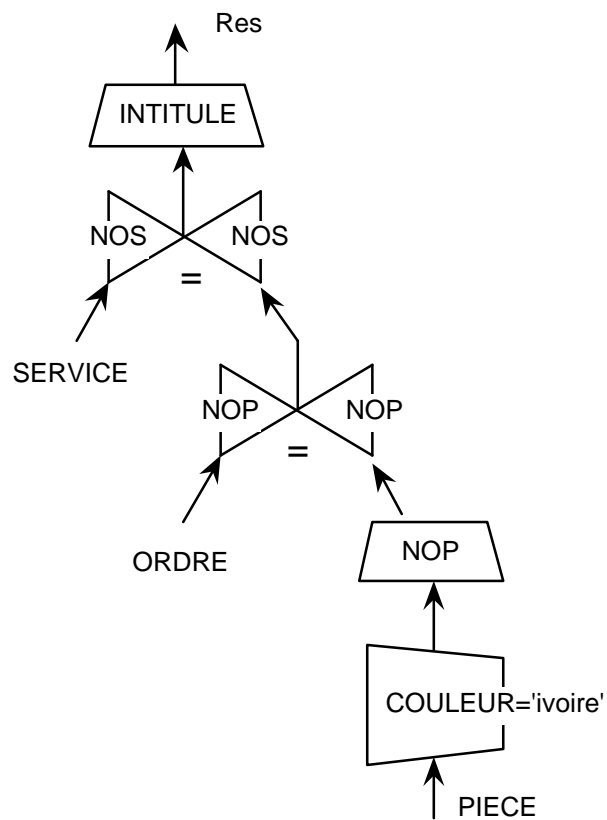 Res
INTITULE
NOS NOS
=
SERVICE
NOP NOP
=
ORDRE
NOP
COULEUR='ivoire'
PIECE